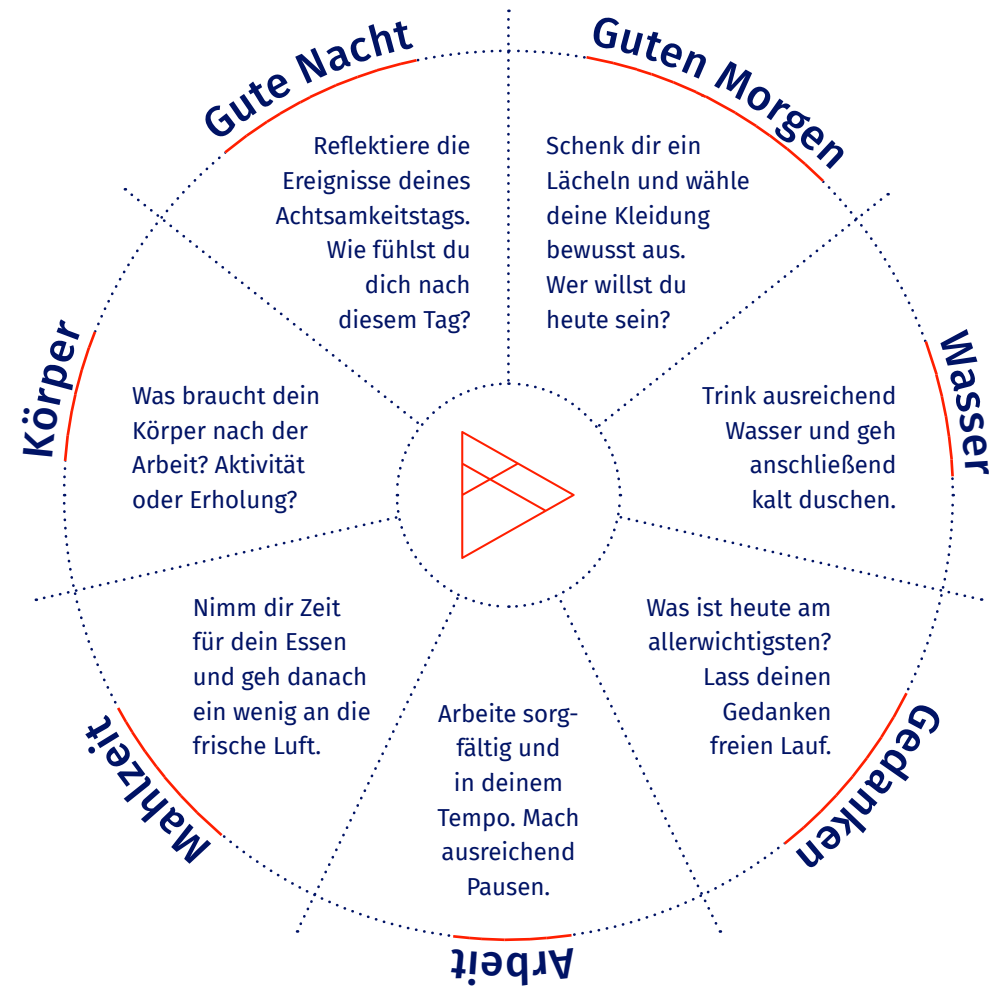 Guten Morgen
Schenk dir ein
Lächeln und wähle
deine Kleidung
bewusst aus.
Wer willst du
heute sein?
Wasser
Trink ausreichend
Wasser und geh
anschließend
kalt duschen.
Gedanken
Was ist heute am
allerwichtigsten?
Lass deinen
Gedanken
freien Lauf.
Arbeit
Arbeite sorg-
fältig und
in deinem
Tempo. Mach
ausreichend
Pausen.
Mahlzeit
Nimm dir Zeit
für dein Essen
und geh danach
ein wenig an die
frische Luft.
Körper
Was braucht dein
Körper nach der
Arbeit? Aktivität
oder Erholung?
Gute Nacht
Reflektiere die
Ereignisse deines
Achtsamkeitstags.
Wie fühlst du
dich nach
diesem Tag?